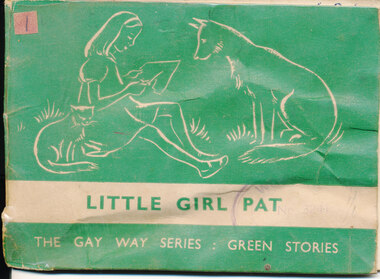 1
LITTLE GIRL PAT
THE GAY WAY SERIES : GREEN STORIES